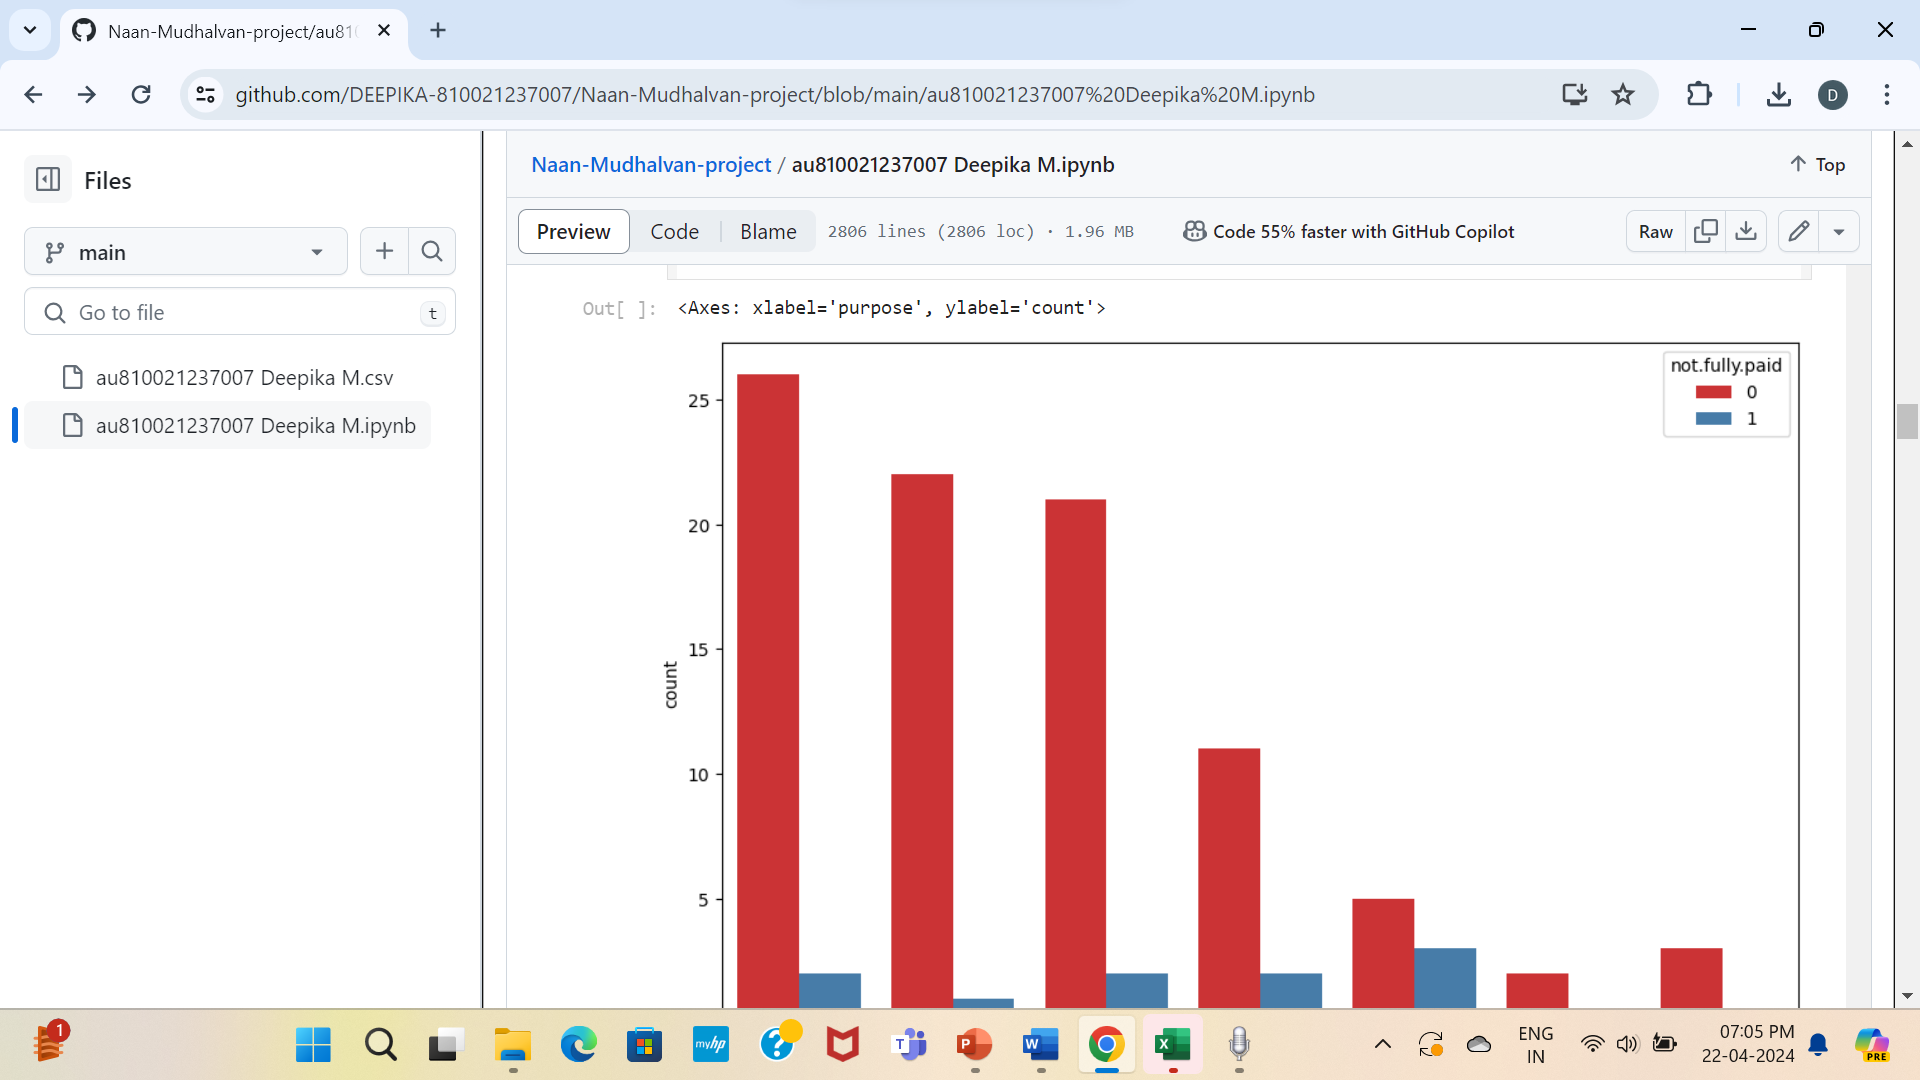 Naan-Mudhalvan-project/au810
github.com/DEEPIKA-810021237007/Naan-Mudhalvan-project/blob/main/au810021237007%20Deepika%20M.ipynb
D
Files
main
Go to file
t
au810021237007 Deepika M.csv
au810021237007 Deepika M.ipynb
Naan-Mudhalvan-project / au810021237007 Deepika M.ipynb
Top
Preview
Code
Blame
2806 lines (2806 loc) · 1.96 MB
Code 55% faster with GitHub Copilot
Raw
Out[ ]: <Axes: xlabel='purpose', ylabel='count'>
not.fully.paid
0
1
25
20
15
10
5
count
1
myhp
?
T
P
W
X
ENG
IN
07:05 PM
22-04-2024
PRE